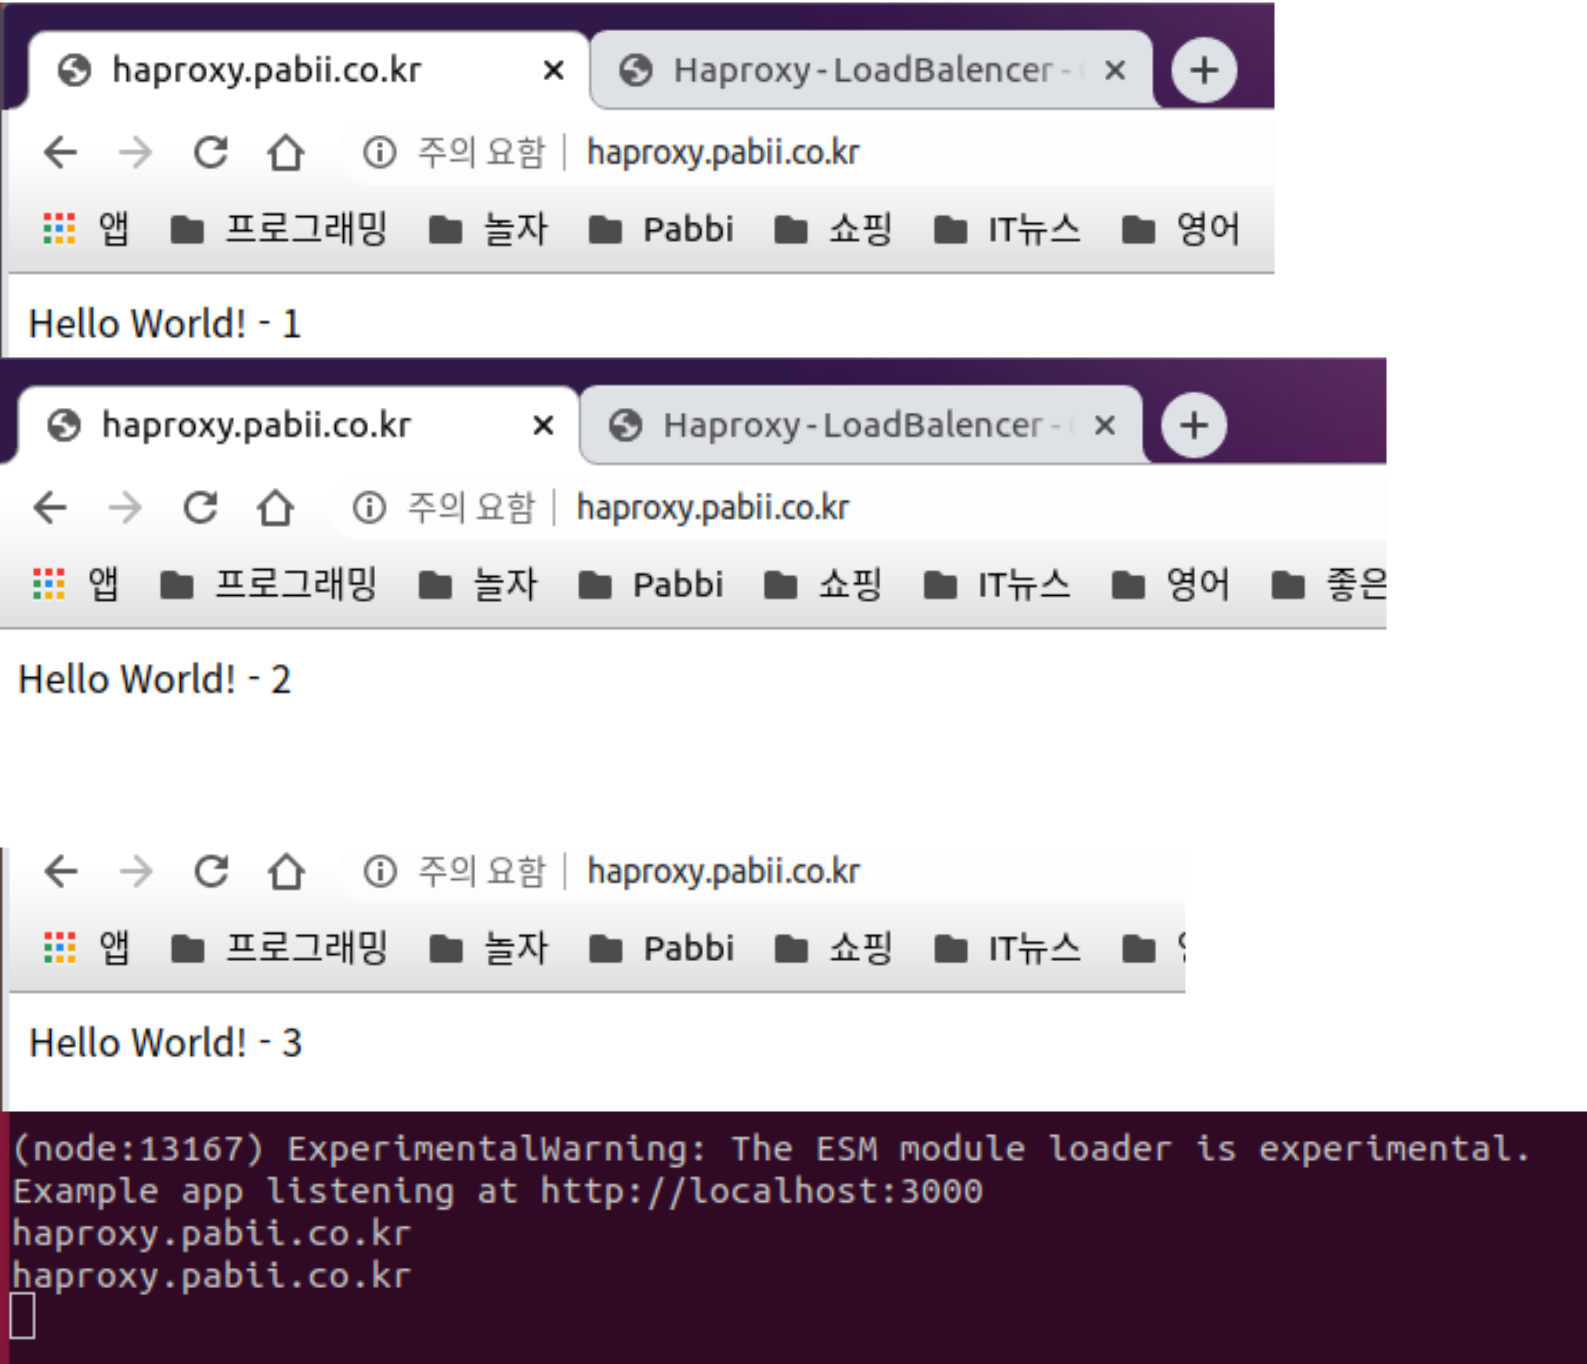 haproxy.pabii.co.kr Haproxy - LoadBalencer -
주의 요함 haproxy.pabii.co.kr
앱 프로그래밍 놀자 Pabbi 쇼핑 IT뉴스 영어
Hello World! - 1
haproxy.pabii.co.kr Haproxy - LoadBalencer -
주의 요함 haproxy.pabii.co.kr
앱 프로그래밍 놀자 Pabbi 쇼핑 IT뉴스 영어 좋은
Hello World! - 2
주의 요함 haproxy.pabii.co.kr
앱 프로그래밍 놀자 Pabbi 쇼핑 IT뉴스
Hello World! - 3
(node:13167) ExperimentalWarning: The ESM module loader is experimental.
Example app listening at http://localhost:3000
haproxy.pabii.co.kr
haproxy.pabii.co.kr